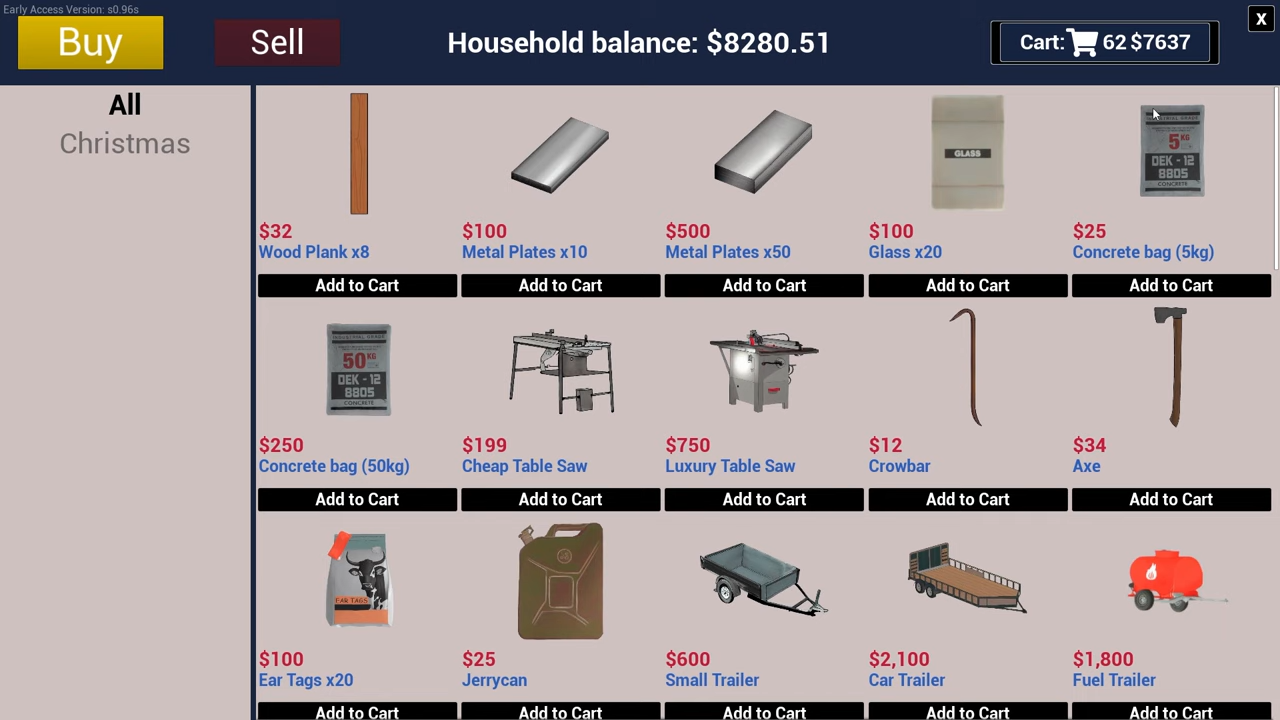 Early Access Version: s0.96s
Buy
Sell
Household balance: $8280.51
Cart: 62 $7637
X
All
Christmas
GLASS
INDUSTRIAL GRADE
5KG
DEK - 12
8805
CONCRETE
$32
$100
$500
$100
$25
Wood Plank x8
Metal Plates x10
Metal Plates x50
Glass x20
Concrete bag (5kg)
Add to Cart
Add to Cart
Add to Cart
Add to Cart
Add to Cart
INDUSTRIAL GRADE
50KG
DEK - 12
8805
CONCRETE
$250
$199
$750
$12
$34
Concrete bag (50kg)
Cheap Table Saw
Luxury Table Saw
Crowbar
Axe
Add to Cart
Add to Cart
Add to Cart
Add to Cart
Add to Cart
EAR TAGS
$100
$25
$600
$2,100
$1,800
Ear Tags x20
Jerrycan
Small Trailer
Car Trailer
Fuel Trailer
Add to Cart
Add to Cart
Add to Cart
Add to Cart
Add to Cart